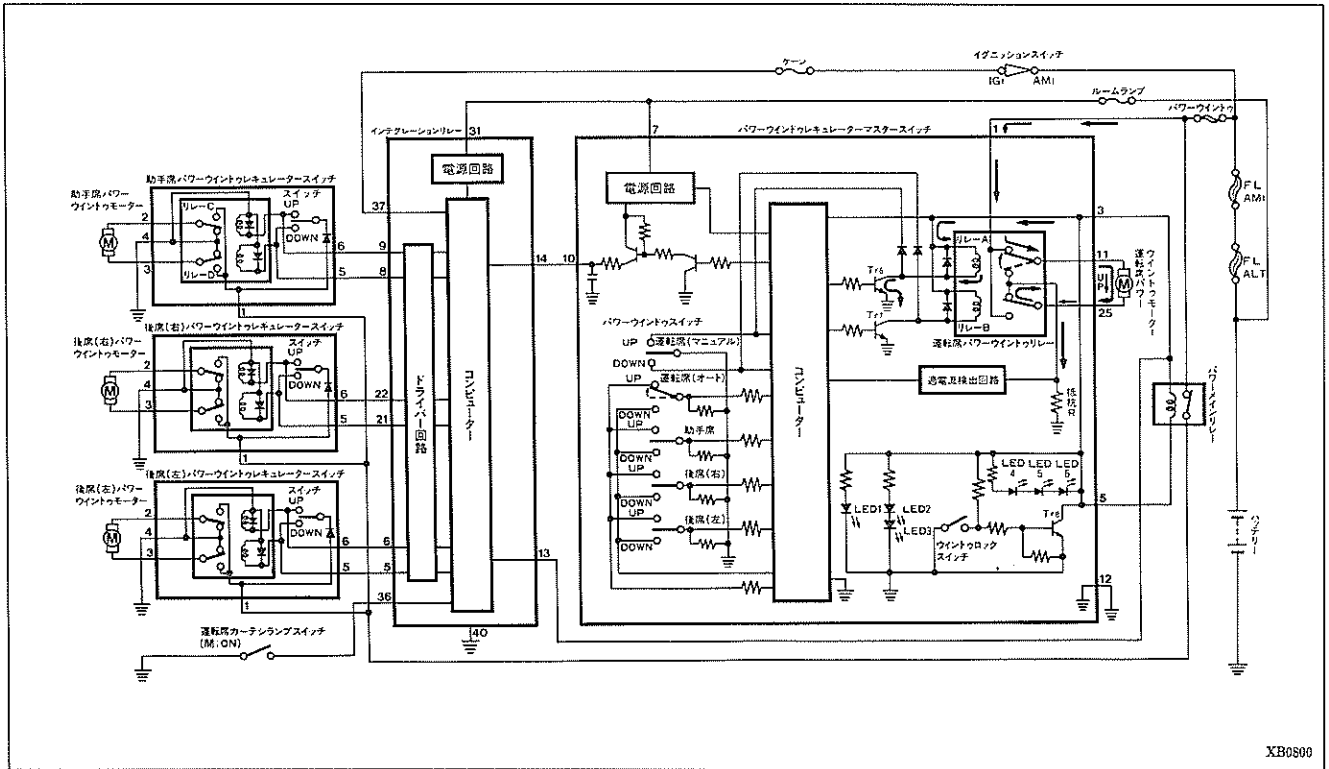 ゲージ
イグニッションスイッチ
IG1
AM1
ルームランプ
パワーウインドゥ
インテグレーションリレー
31
7
パワーウインドゥレギュレーターマスタースイッチ
1
電源回路
電源回路
助手席パワーウインドゥレギュレータースイッチ
助手席パワー
ウインドゥモーター
スイッチ
UP
DOWN
リレーC
リレーD
M
2
4
3
6
5
1
9
8
37
14
10
ドライバー回路
コンピューター
コンピューター
Tr6
Tr7
リレーA
リレーB
運転席パワーウインドゥリレー
3
11
25
UP
M
運転席パワー
ウインドゥモーター
FL
AM1
FL
ALT
後席(右)パワーウインドゥレギュレータースイッチ
後席(右)パワー
ウインドゥモーター
スイッチ
UP
DOWN
M
2
4
3
6
5
1
22
21
パワーウインドゥスイッチ
UP
運転席(マニュアル)
DOWN
運転席(オート)
UP
DOWN
UP
助手席
DOWN
UP
後席(右)
DOWN
UP
後席(左)
DOWN
過電流検出回路
抵抗R
パワーメインリレー
後席(左)パワーウインドゥレギュレータースイッチ
後席(左)パワー
ウインドゥモーター
スイッチ
UP
DOWN
M
2
4
3
6
5
1
6
5
13
36
40
LED1
LED2
LED3
LED
4
LED
5
LED
6
Tr8
ウインドゥロック
スイッチ
5
12
バッテリー
運転席カーテシランプスイッチ
(開:ON)
XB0800